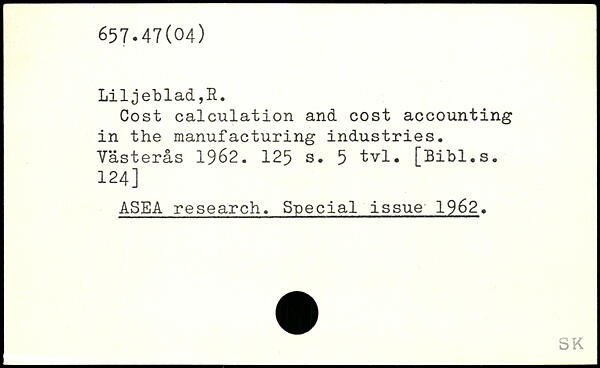 657.47(04)
Liljeblad,R.
Cost calculation and cost accounting
in the manufacturing industries.
Västerås 1962. 125 s. 5 tvl. [Bibl.s.
124]
ASEA research. Special issue 1962.
SK